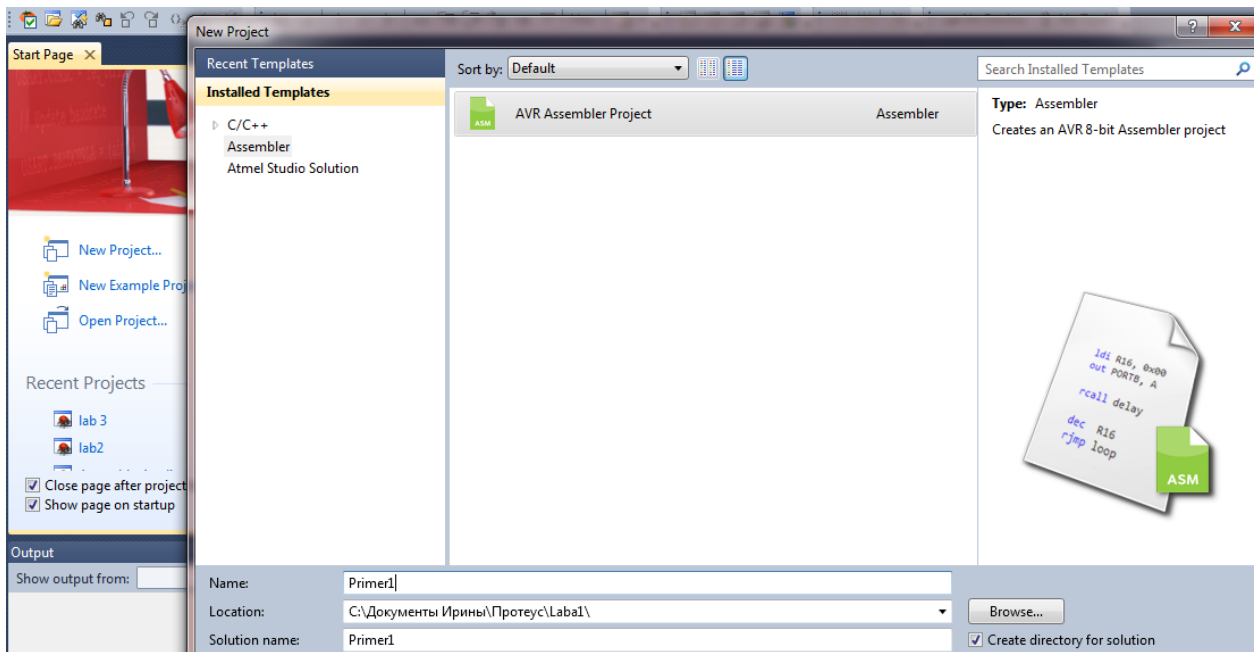 New Project
Start Page
Recent Templates
Installed Templates
C/C++
Assembler
Atmel Studio Solution
Sort by: Default
Search Installed Templates
ASM AVR Assembler Project Assembler
Type: Assembler
Creates an AVR 8-bit Assembler project
ldi R16, 0x00
out PORTB, A
rcall delay
dec R16
rjmp loop
ASM
New Project...
New Example Proj
Open Project...
Recent Projects
lab 3
lab2
Close page after project
Show page on startup
Output
Show output from:
Name: Primer1
Location: C:\Документы Ирины\Протеус\Laba1\ Browse...
Solution name: Primer1 Create directory for solution